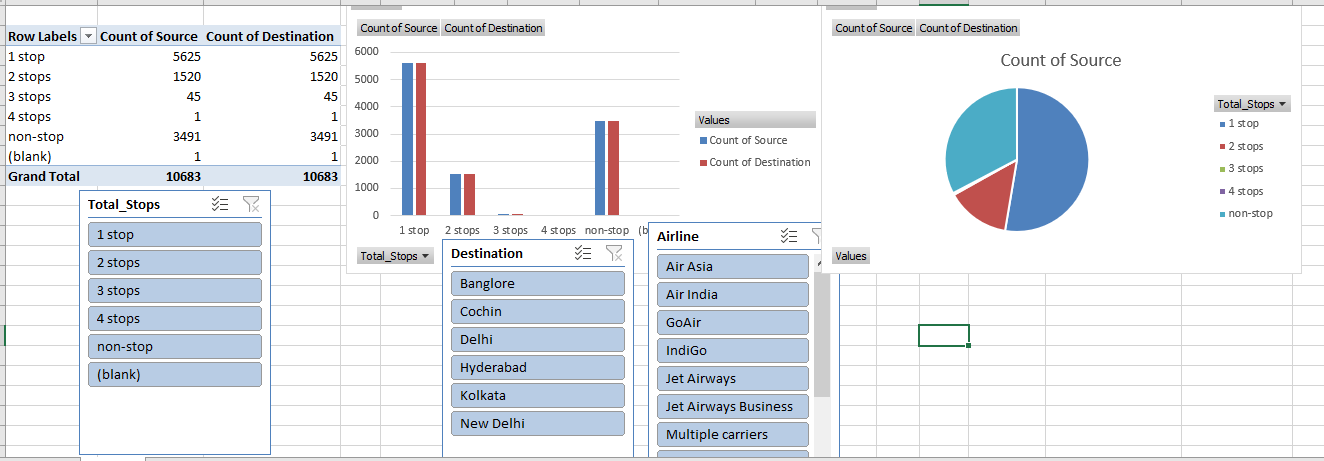 Row Labels Count of Source Count of Destination
1 stop 5625 5625
2 stops 1520 1520
3 stops 45 45
4 stops 1 1
non-stop 3491 3491
(blank) 1 1
Grand Total 10683 10683
Total_Stops
1 stop
2 stops
3 stops
4 stops
non-stop
(blank)
Count of Source Count of Destination
6000
5000
4000
3000
2000
1000
0
1 stop 2 stops 3 stops 4 stops non-stop (b
Values
Count of Source
Count of Destination
Total_Stops
Destination
Banglore
Cochin
Delhi
Hyderabad
Kolkata
New Delhi
Airline
Air Asia
Air India
GoAir
IndiGo
Jet Airways
Jet Airways Business
Multiple carriers
Count of Source Count of Destination
Count of Source
Total_Stops
1 stop
2 stops
3 stops
4 stops
non-stop
Values